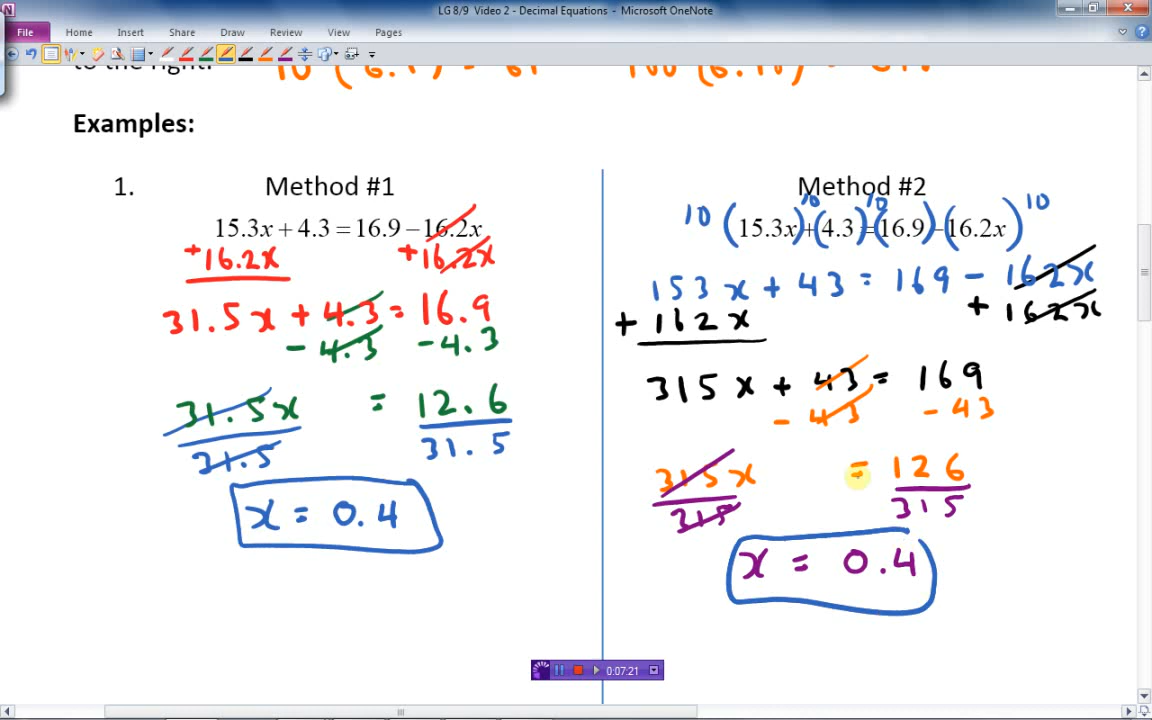 LG 8/9 Video 2 - Decimal Equations - Microsoft OneNote
File Home Insert Share Draw Review View Pages
to the right.
Examples:
1. Method #1
15.3x + 4.3 = 16.9 − 16.2x
+16.2x +16.2x
31.5x + 4.3 = 16.9
− 4.3 − 4.3
31.5x = 12.6
31.5 31.5
x = 0.4
Method #2
10 (15.3x) + 10 (4.3) = 10 (16.9) − (16.2x) 10
153x + 43 = 169 − 162x
+ 162x + 162x
315x + 43 = 169
− 43 − 43
315x = 126
315 315
x = 0.4
0:07:21